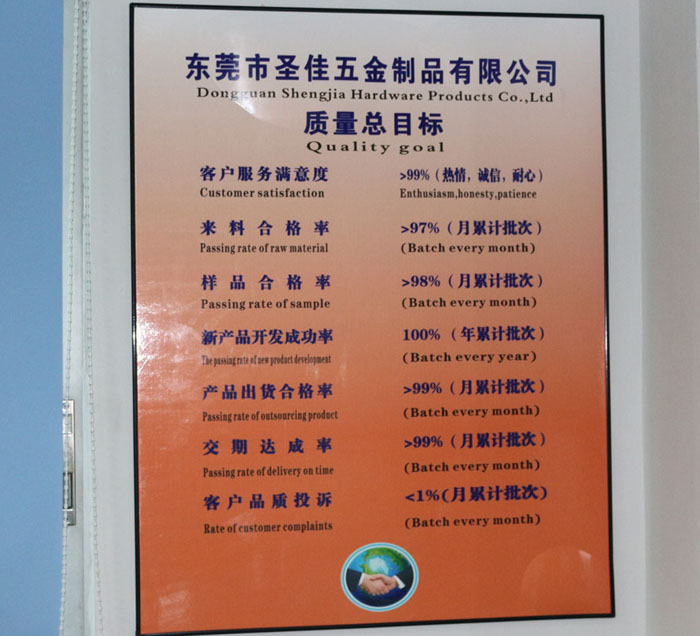 东莞市圣佳五金制品有限公司
Dongguan Shengjia Hardware Products Co.,Ltd
质量总目标
Quality goal
客户服务满意度 >99%（热情，诚信，耐心）
Customer satisfaction Enthusiasm,honesty,patience
来料合格率 >97%（月累计批次）
Passing rate of raw material (Batch every month)
样品合格率 >98%（月累计批次）
Passing rate of sample (Batch every month)
新产品开发成功率 100%（年累计批次）
The passing rate of new product development (Batch every year)
产品出货合格率 >99%（月累计批次）
Passing rate of outsourcing product (Batch every month)
交期达成率 >99%（月累计批次）
Passing rate of delivery on time (Batch every month)
客户品质投诉 <1%(月累计批次)
Rate of customer complaints (Batch every month)